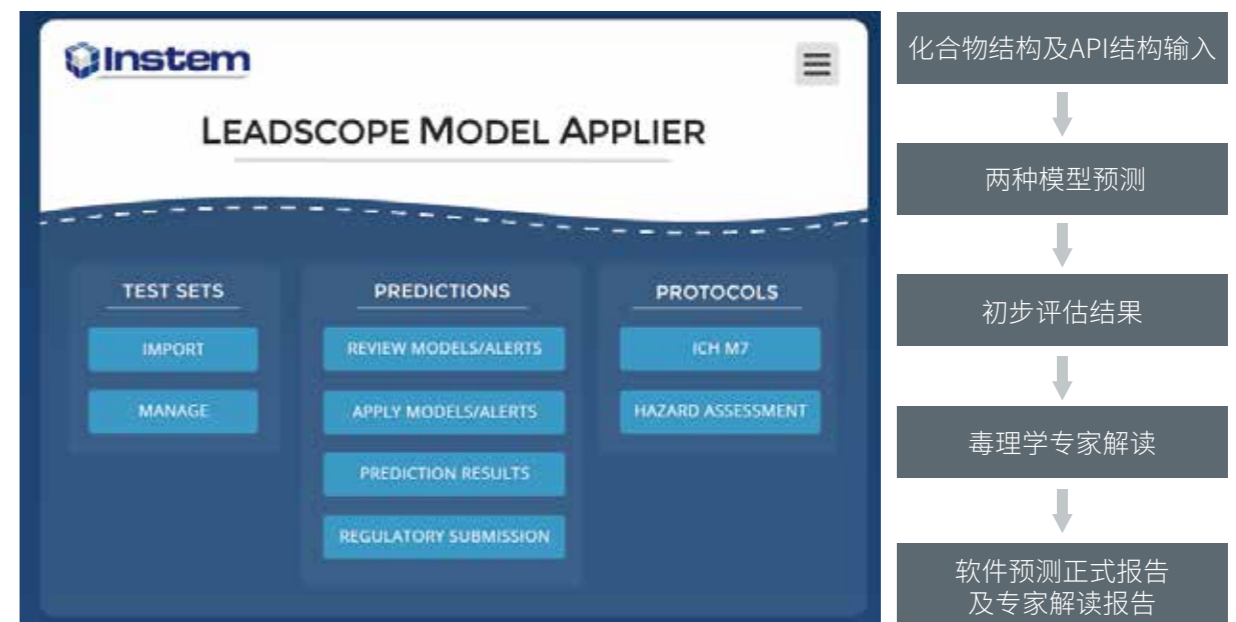 Instem
LEADSCOPE MODEL APPLIER
TEST SETS
IMPORT
MANAGE
PREDICTIONS
REVIEW MODELS/ALERTS
APPLY MODELS/ALERTS
PREDICTION RESULTS
REGULATORY SUBMISSION
PROTOCOLS
ICH M7
HAZARD ASSESSMENT
化合物结构及API结构输入
两种模型预测
初步评估结果
毒理学专家解读
软件预测正式报告
及专家解读报告